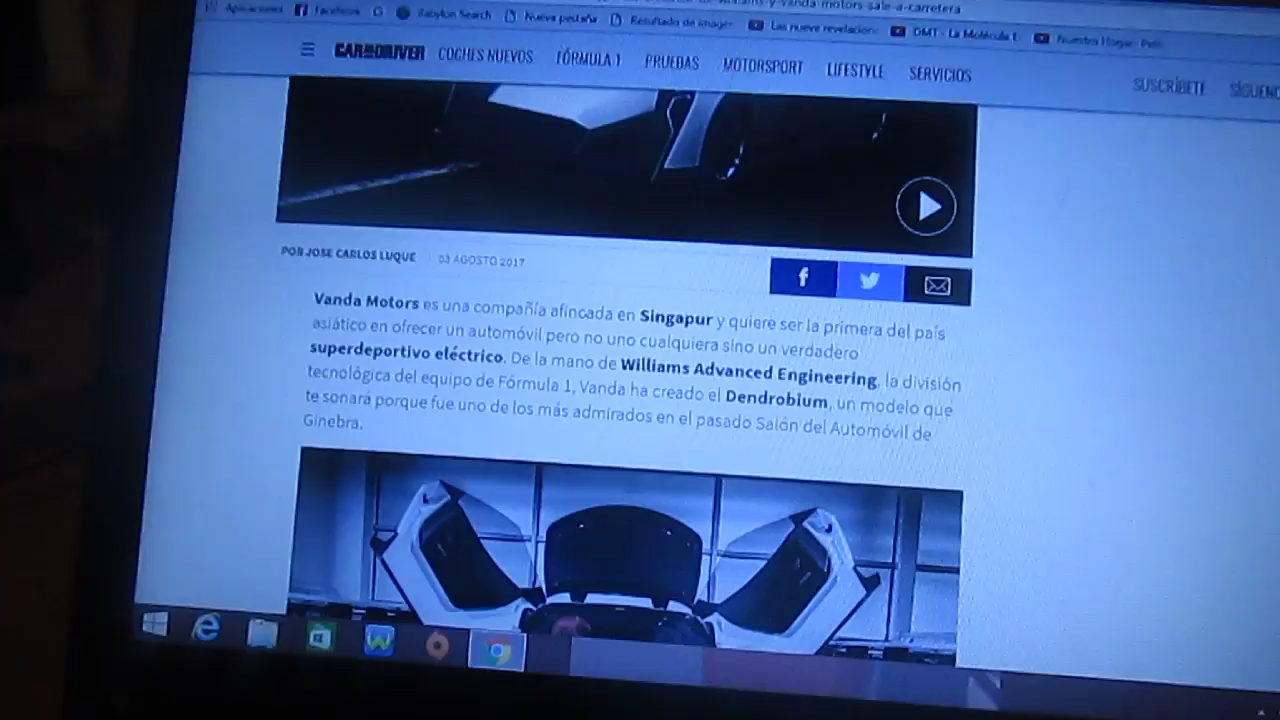 y-vanda-motors-sale-a-carretera
Aplicaciones Facebook G Babylon Search Nueva pestaña Resultado de imagen Las nueve revelacion DMT - La Molécula Nuestro Hogar
CAR AND DRIVER COCHES NUEVOS FÓRMULA 1 PRUEBAS MOTORSPORT LIFESTYLE SERVICIOS SUSCRÍBETE SÍGUENO
POR JOSE CARLOS LUQUE 03 AGOSTO 2017
Vanda Motors es una compañía afincada en Singapur y quiere ser la primera del país
asiático en ofrecer un automóvil pero no uno cualquiera sino un verdadero
superdeportivo eléctrico. De la mano de Williams Advanced Engineering, la división
tecnológica del equipo de Fórmula 1, Vanda ha creado el Dendrobium, un modelo que
te sonará porque fue uno de los más admirados en el pasado Salón del Automóvil de
Ginebra.